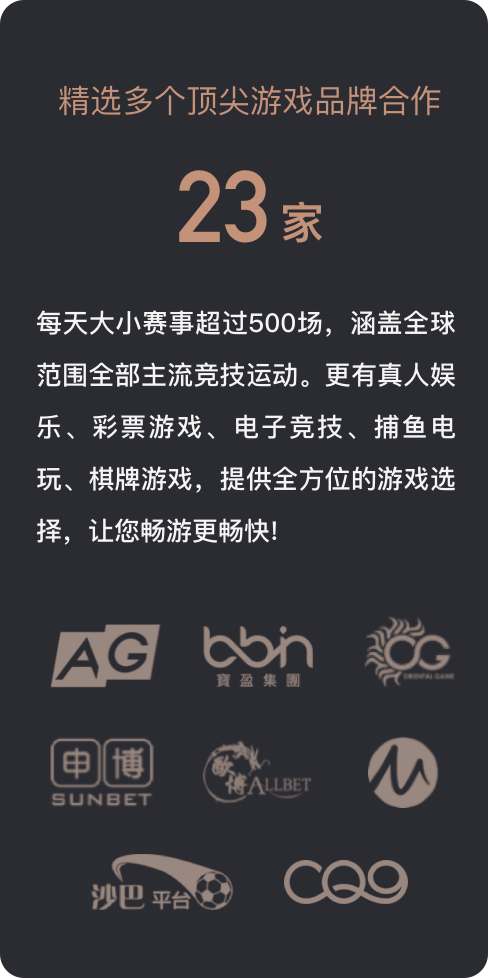 精选多个顶尖游戏品牌合作
23 家
每天大小赛事超过500场，涵盖全球
范围全部主流竞技运动。更有真人娱
乐、彩票游戏、电子竞技、捕鱼电
玩、棋牌游戏，提供全方位的游戏选
择，让您畅游更畅快!
AG
bbin
寶盈集團
OG
ORIENTAL GAME
申博
SUNBET
歐博 ALLBET
沙巴 平台
CQ9